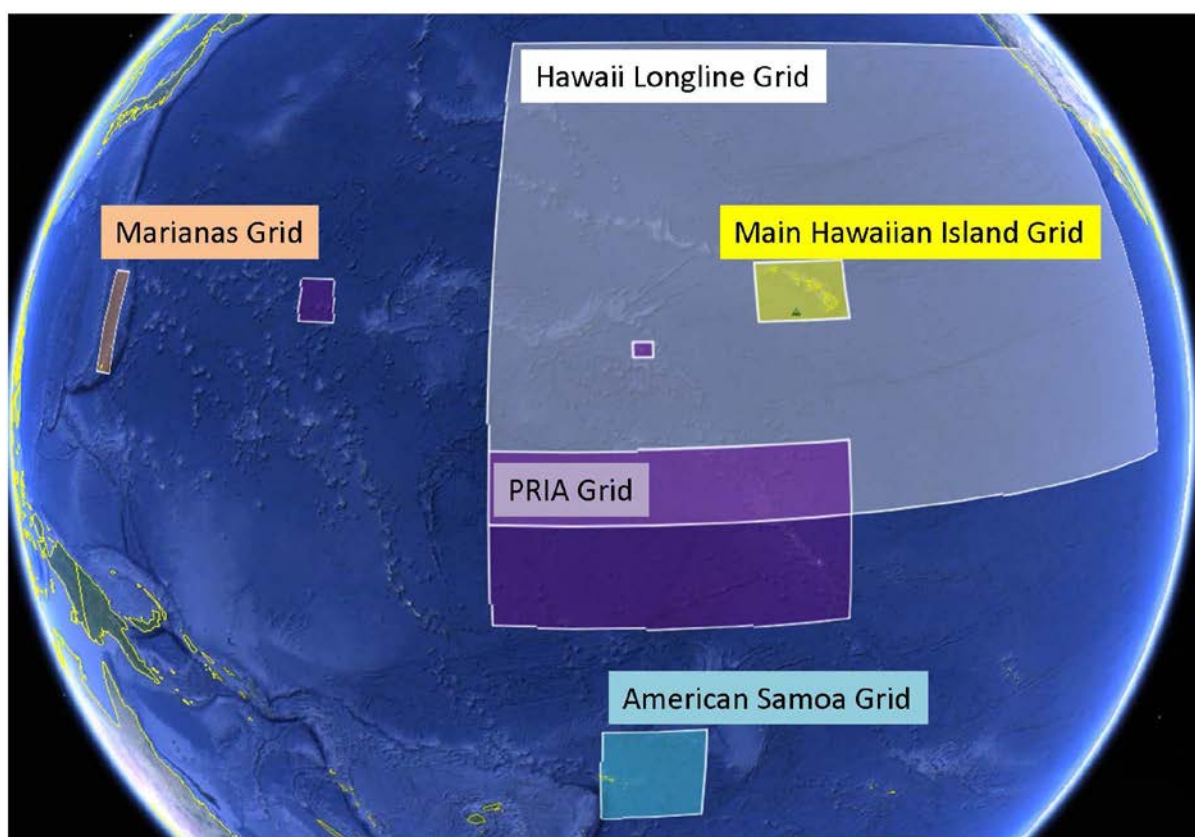 Hawaii Longline Grid
Marianas Grid
Main Hawaiian Island Grid
PRIA Grid
American Samoa Grid